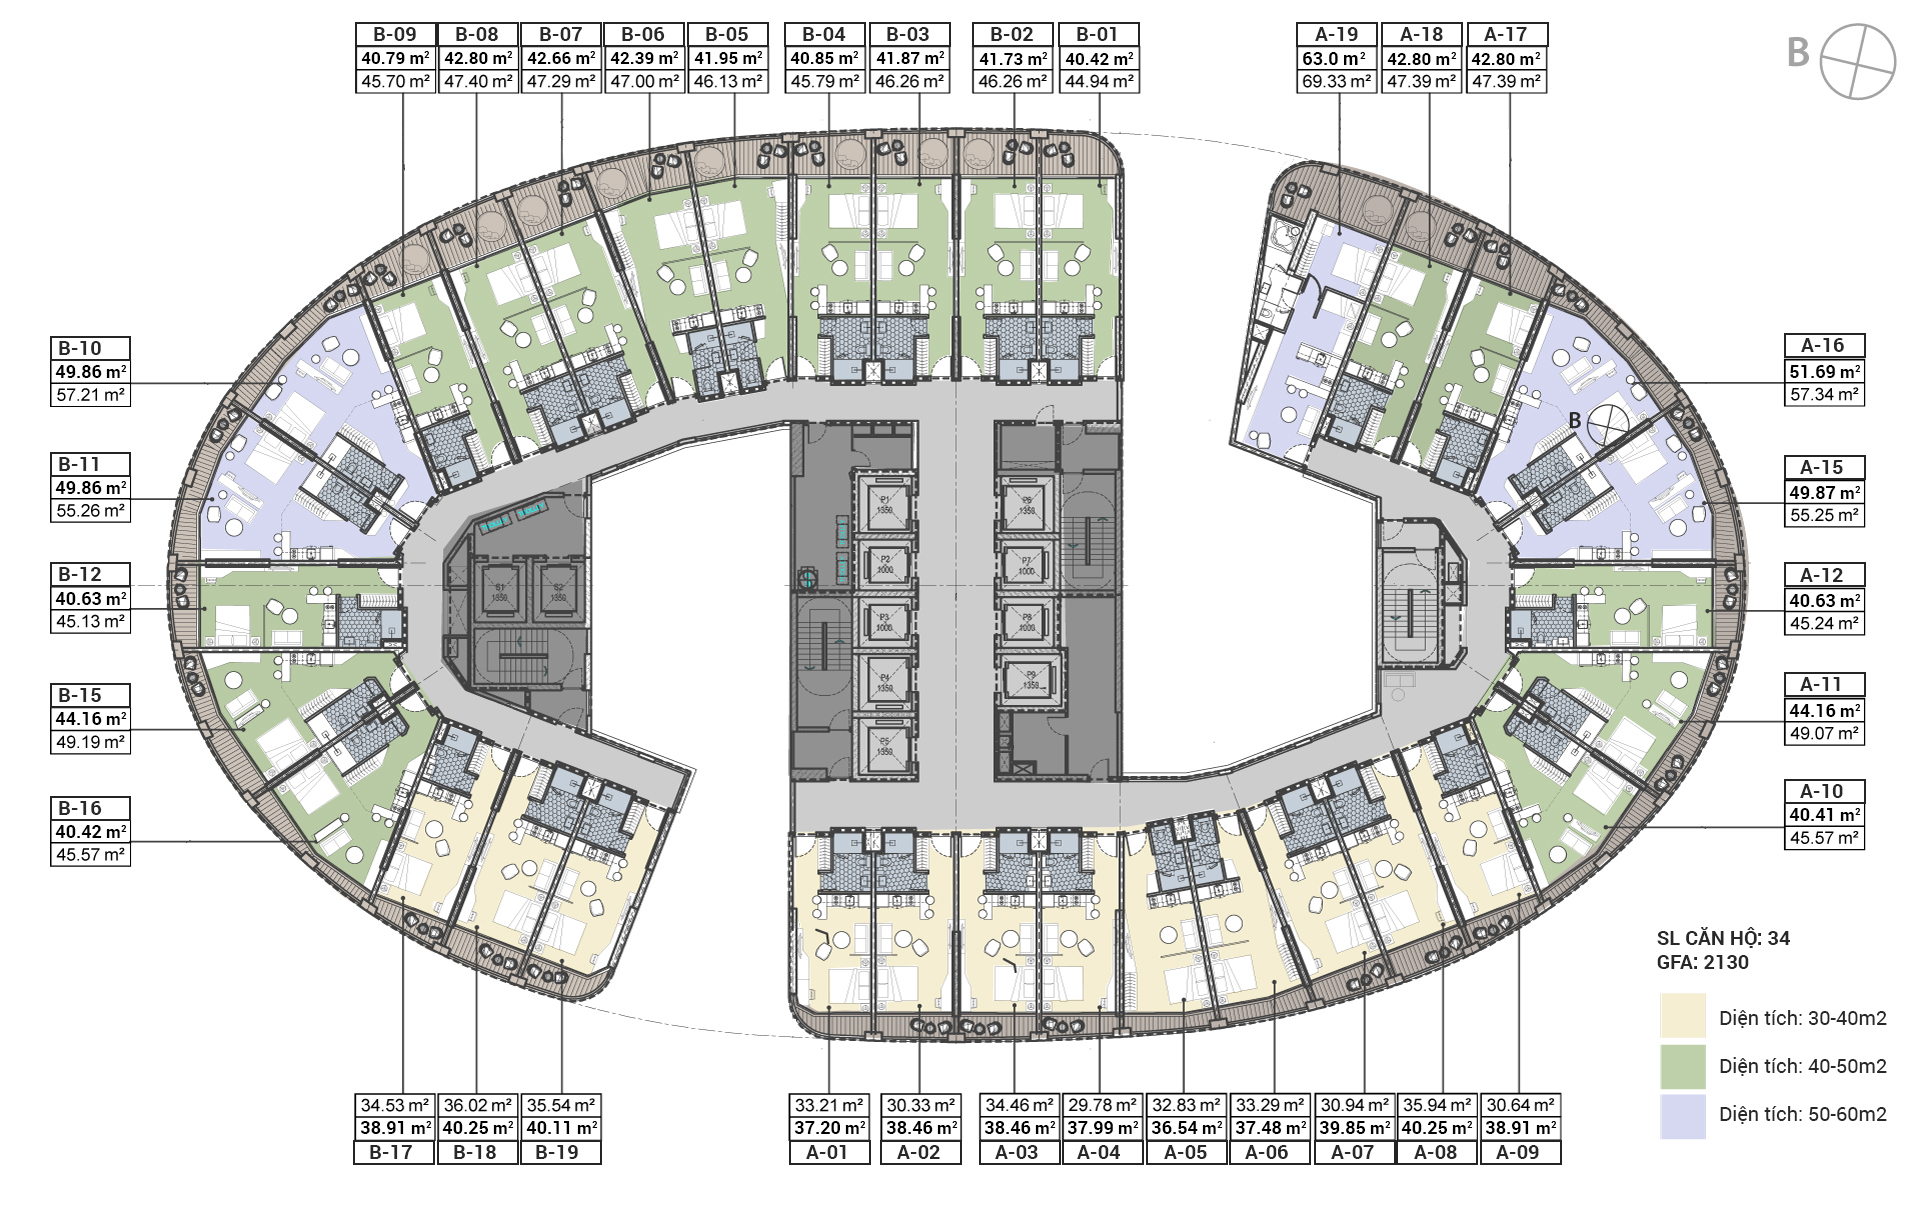 B-09
40.79 m²
45.70 m²
B-08
42.80 m²
47.40 m²
B-07
42.66 m²
47.29 m²
B-06
42.39 m²
47.00 m²
B-05
41.95 m²
46.13 m²
B-04
40.85 m²
45.79 m²
B-03
41.87 m²
46.26 m²
B-02
41.73 m²
46.26 m²
B-01
40.42 m²
44.94 m²
A-19
63.0 m²
69.33 m²
A-18
42.80 m²
47.39 m²
A-17
42.80 m²
47.39 m²
B
B-10
49.86 m²
57.21 m²
B-11
49.86 m²
55.26 m²
B-12
40.63 m²
45.13 m²
B-15
44.16 m²
49.19 m²
B-16
40.42 m²
45.57 m²
A-16
51.69 m²
57.34 m²
A-15
49.87 m²
55.25 m²
A-12
40.63 m²
45.24 m²
A-11
44.16 m²
49.07 m²
A-10
40.41 m²
45.57 m²
B
P1
1350
P2
1000
P3
1000
P4
1350
P5
1350
P6
1350
P7
1000
P8
1000
P9
1350
S1
1350
S2
1350
SL CĂN HỘ: 34
GFA: 2130
Diện tích: 30-40m2
Diện tích: 40-50m2
Diện tích: 50-60m2
34.53 m²
38.91 m²
B-17
36.02 m²
40.25 m²
B-18
35.54 m²
40.11 m²
B-19
33.21 m²
37.20 m²
A-01
30.33 m²
38.46 m²
A-02
34.46 m²
38.46 m²
A-03
29.78 m²
37.99 m²
A-04
32.83 m²
36.54 m²
A-05
33.29 m²
37.48 m²
A-06
30.94 m²
39.85 m²
A-07
35.94 m²
40.25 m²
A-08
30.64 m²
38.91 m²
A-09